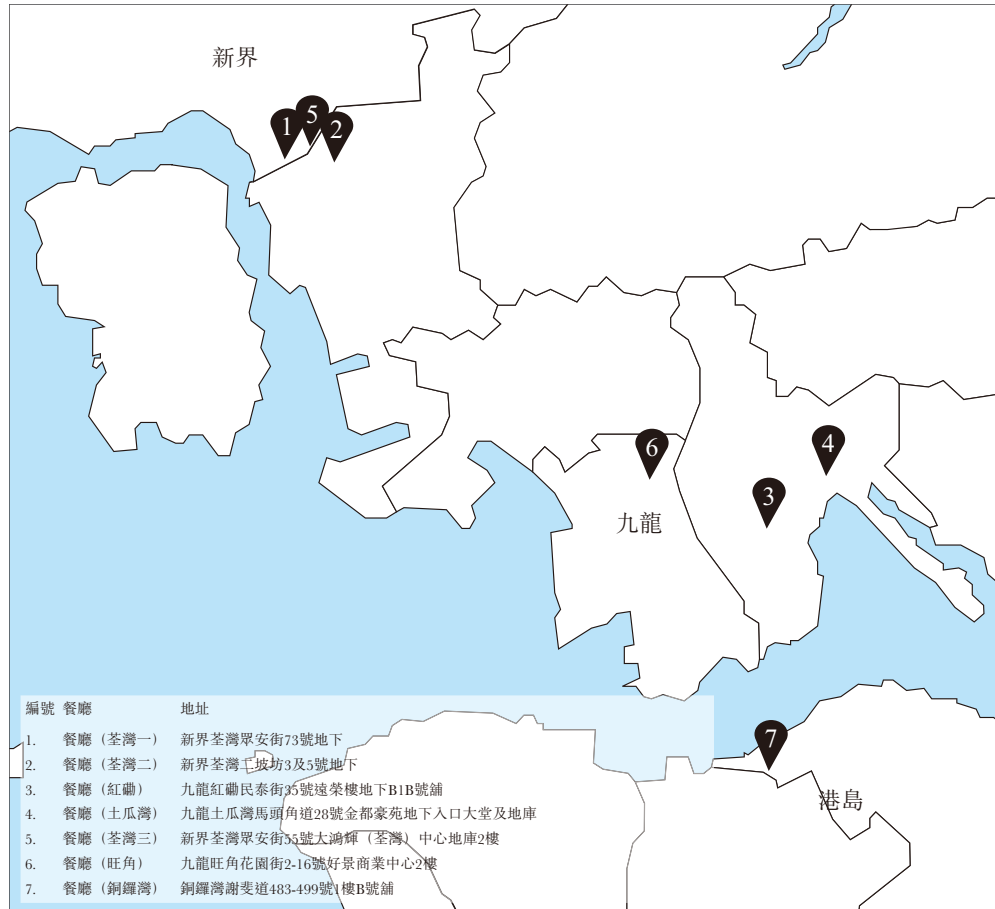 新界
1
5
2
6
4
3
九龍
7
港島
編號 餐廳 地址
1. 餐廳（荃灣一） 新界荃灣眾安街73號地下
2. 餐廳（荃灣二） 新界荃灣二坡坊3及5號地下
3. 餐廳（紅磡） 九龍紅磡民泰街35號遠榮樓地下B1B號舖
4. 餐廳（土瓜灣） 九龍土瓜灣馬頭角道28號金都豪苑地下入口大堂及地庫
5. 餐廳（荃灣三） 新界荃灣眾安街55號大鴻輝（荃灣）中心地庫2樓
6. 餐廳（旺角） 九龍旺角花園街2-16號好景商業中心2樓
7. 餐廳（銅鑼灣） 銅鑼灣謝斐道483-499號1樓B號舖